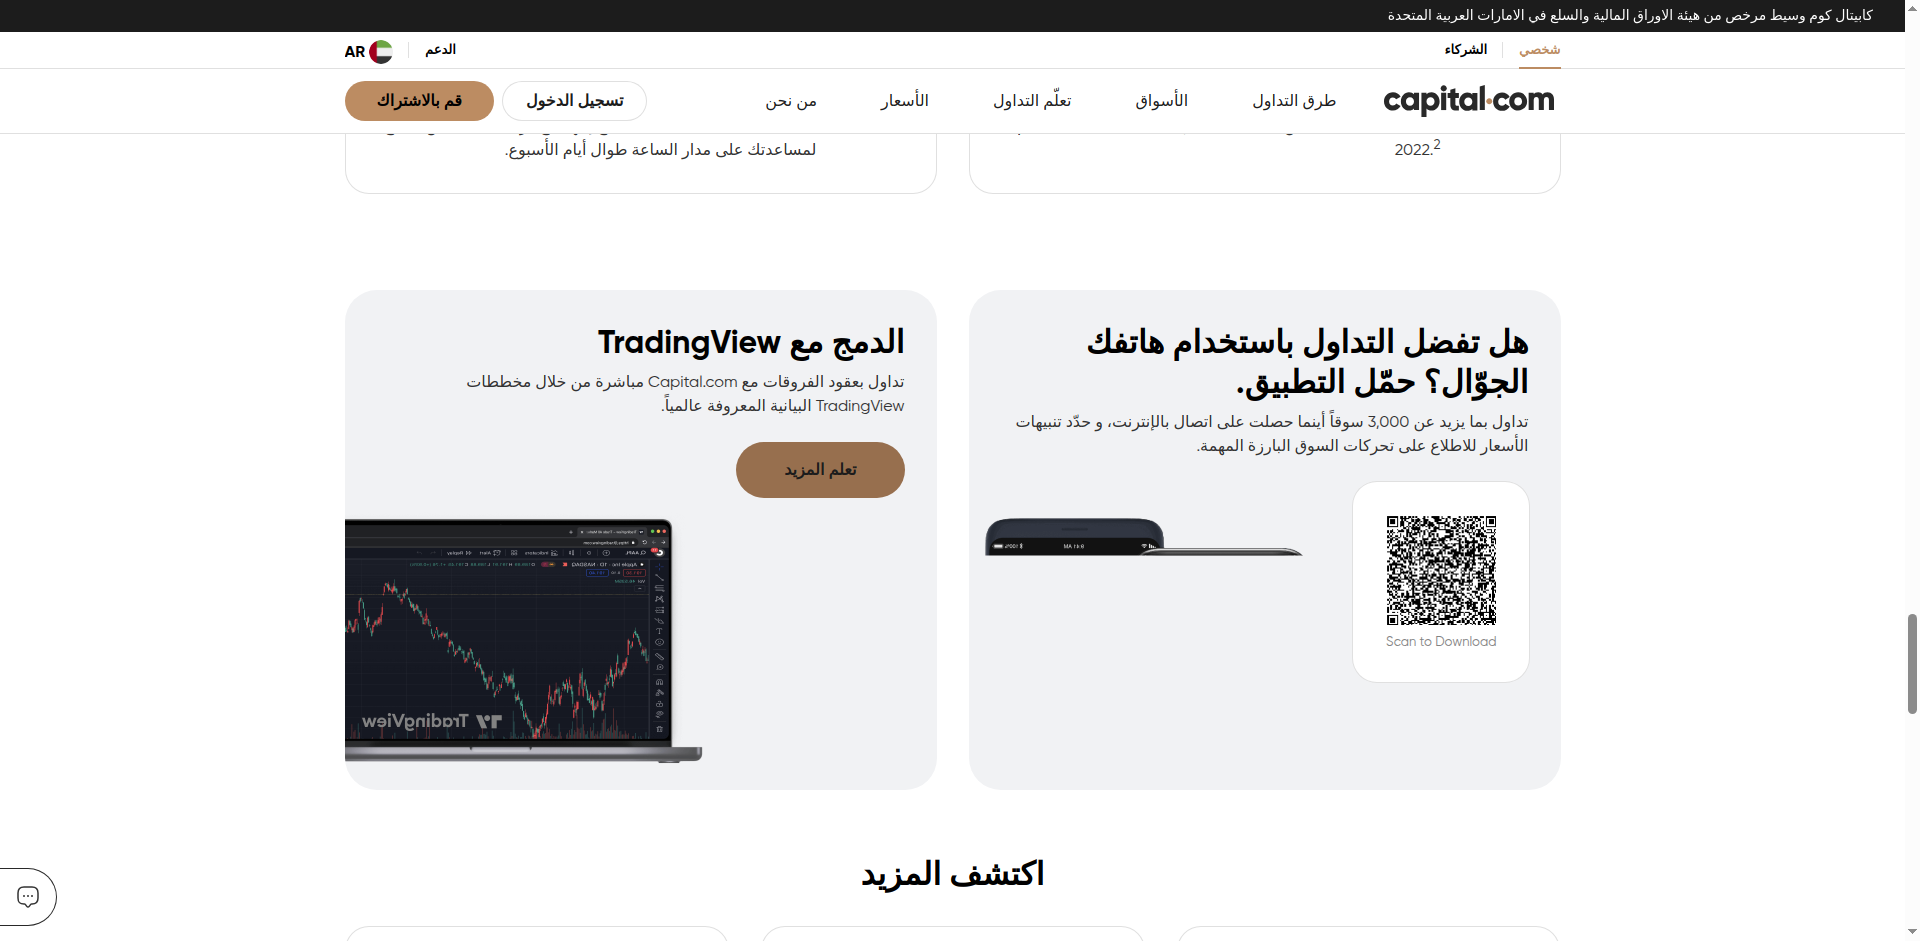 كابيتال كوم وسيط مرخص من هيئة الاوراق المالية والسلع في الامارات العربية المتحدة
شخصي
الشركاء
الدعم
AR
capital.com
طرق التداول
الأسواق
تعلّم التداول
الأسعار
من نحن
تسجيل الدخول
قم بالاشتراك
2022.2
لمساعدتك على مدار الساعة طوال أيام الأسبوع.
هل تفضل التداول باستخدام هاتفك
الجوّال؟ حمّل التطبيق.
تداول بما يزيد عن 3,000 سوقاً أينما حصلت على اتصال بالإنترنت، و حدّد تنبيهات
الأسعار للاطلاع على تحركات السوق البارزة المهمة.
Scan to Download
9:41 AM
100%
الدمج مع TradingView
تداول بعقود الفروقات مع Capital.com مباشرة من خلال مخططات
TradingView البيانية المعروفة عالمياً.
تعلم المزيد
TradingView
اكتشف المزيد